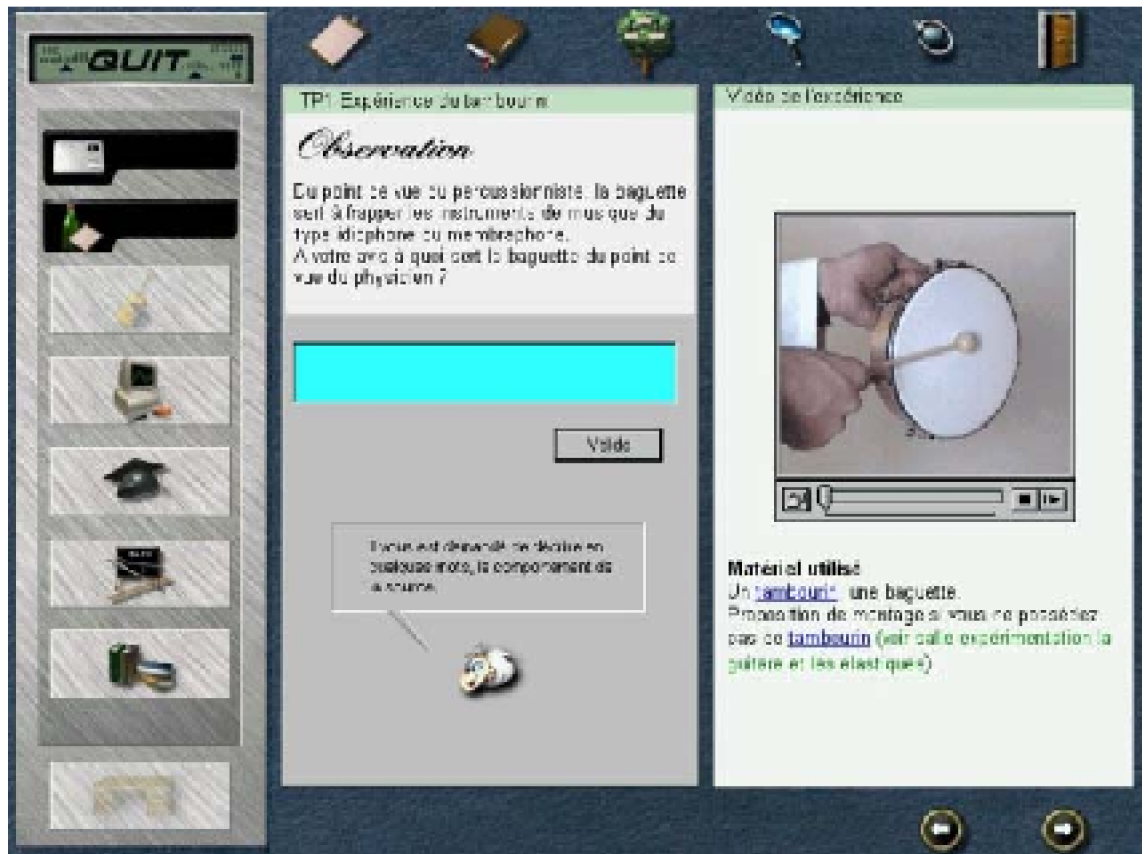 QUIT
TP1 Expérience du tambourin
Observation
Du point de vue du percussionniste, la baguette
sert à frapper les instruments de musique du
type idiophone ou membraphone.
A votre avis à quoi sert la baguette du point de
vue du physicien ?
Valide
Il vous est demandé de décrire en
quelques mots, le comportement de
la source.
Vidéo de l'expérience
Matériel utilisé
Un tambourin, une baguette.
Proposition de montage si vous ne possédiez
pas de tambourin (voir salle expérimentation la
guitare et les élastiques)